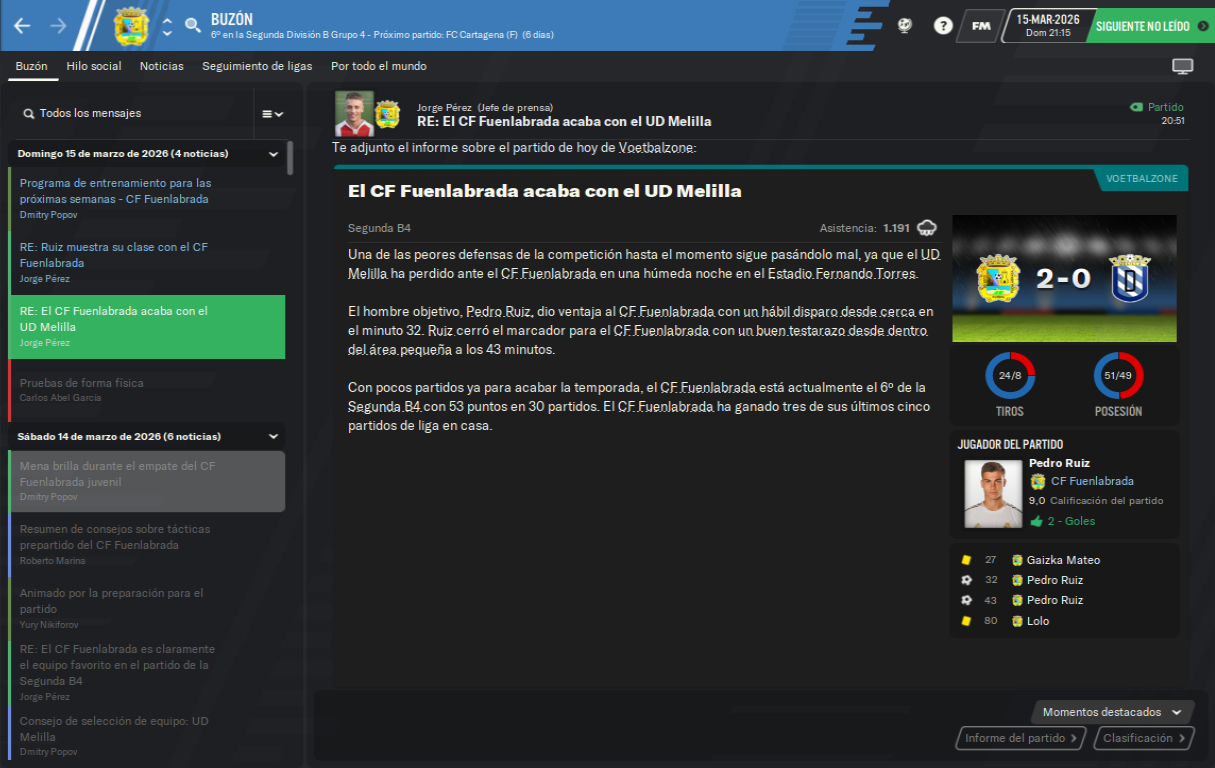 BUZÓN
6º en la Segunda División B Grupo 4 - Próximo partido: FC Cartagena (F) (6 días)
?
FM
15-MAR-2026
Dom 21:15
SIGUIENTE NO LEÍDO
Buzón Hilo social Noticias Seguimiento de ligas Por todo el mundo
Todos los mensajes
Domingo 15 de marzo de 2026 (4 noticias)
Programa de entrenamiento para las
próximas semanas - CF Fuenlabrada
Dmitry Popov
RE: Ruiz muestra su clase con el CF
Fuenlabrada
Jorge Pérez
RE: El CF Fuenlabrada acaba con el
UD Melilla
Jorge Pérez
Pruebas de forma física
Carlos Abel García
Sábado 14 de marzo de 2026 (6 noticias)
Mena brilla durante el empate del CF
Fuenlabrada juvenil
Dmitry Popov
Resumen de consejos sobre tácticas
prepartido del CF Fuenlabrada
Roberto Marina
Animado por la preparación para el
partido
Yury Nikiforov
RE: El CF Fuenlabrada es claramente
el equipo favorito en el partido de la
Segunda B4
Jorge Pérez
Consejo de selección de equipo: UD
Melilla
Dmitry Popov
Jorge Pérez (Jefe de prensa)
RE: El CF Fuenlabrada acaba con el UD Melilla
Partido
20:51
Te adjunto el informe sobre el partido de hoy de Voetbalzone:
VOETBALZONE
El CF Fuenlabrada acaba con el UD Melilla
Segunda B4
Asistencia: 1.191
Una de las peores defensas de la competición hasta el momento sigue pasándolo mal, ya que el UD
Melilla ha perdido ante el CF Fuenlabrada en una húmeda noche en el Estadio Fernando Torres.
El hombre objetivo, Pedro Ruiz, dio ventaja al CF Fuenlabrada con un hábil disparo desde cerca en
el minuto 32. Ruiz cerró el marcador para el CF Fuenlabrada con un buen testarazo desde dentro
del área pequeña a los 43 minutos.
Con pocos partidos ya para acabar la temporada, el CF Fuenlabrada está actualmente el 6º de la
Segunda B4 con 53 puntos en 30 partidos. El CF Fuenlabrada ha ganado tres de sus últimos cinco
partidos de liga en casa.
2-0
24/8
51/49
TIROS
POSESIÓN
JUGADOR DEL PARTIDO
Pedro Ruiz
CF Fuenlabrada
9,0 Calificación del partido
2 - Goles
27 Gaizka Mateo
32 Pedro Ruiz
43 Pedro Ruiz
80 Lolo
Momentos destacados
Informe del partido
Clasificación